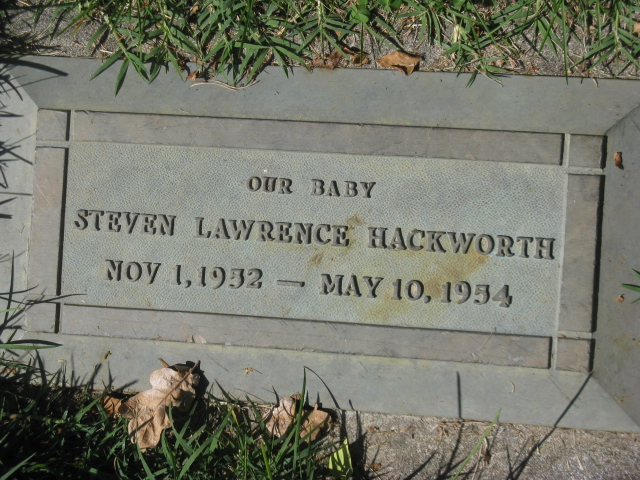 OUR BABY
STEVEN LAWRENCE HACKWORTH
NOV 1, 1952 — MAY 10, 1954